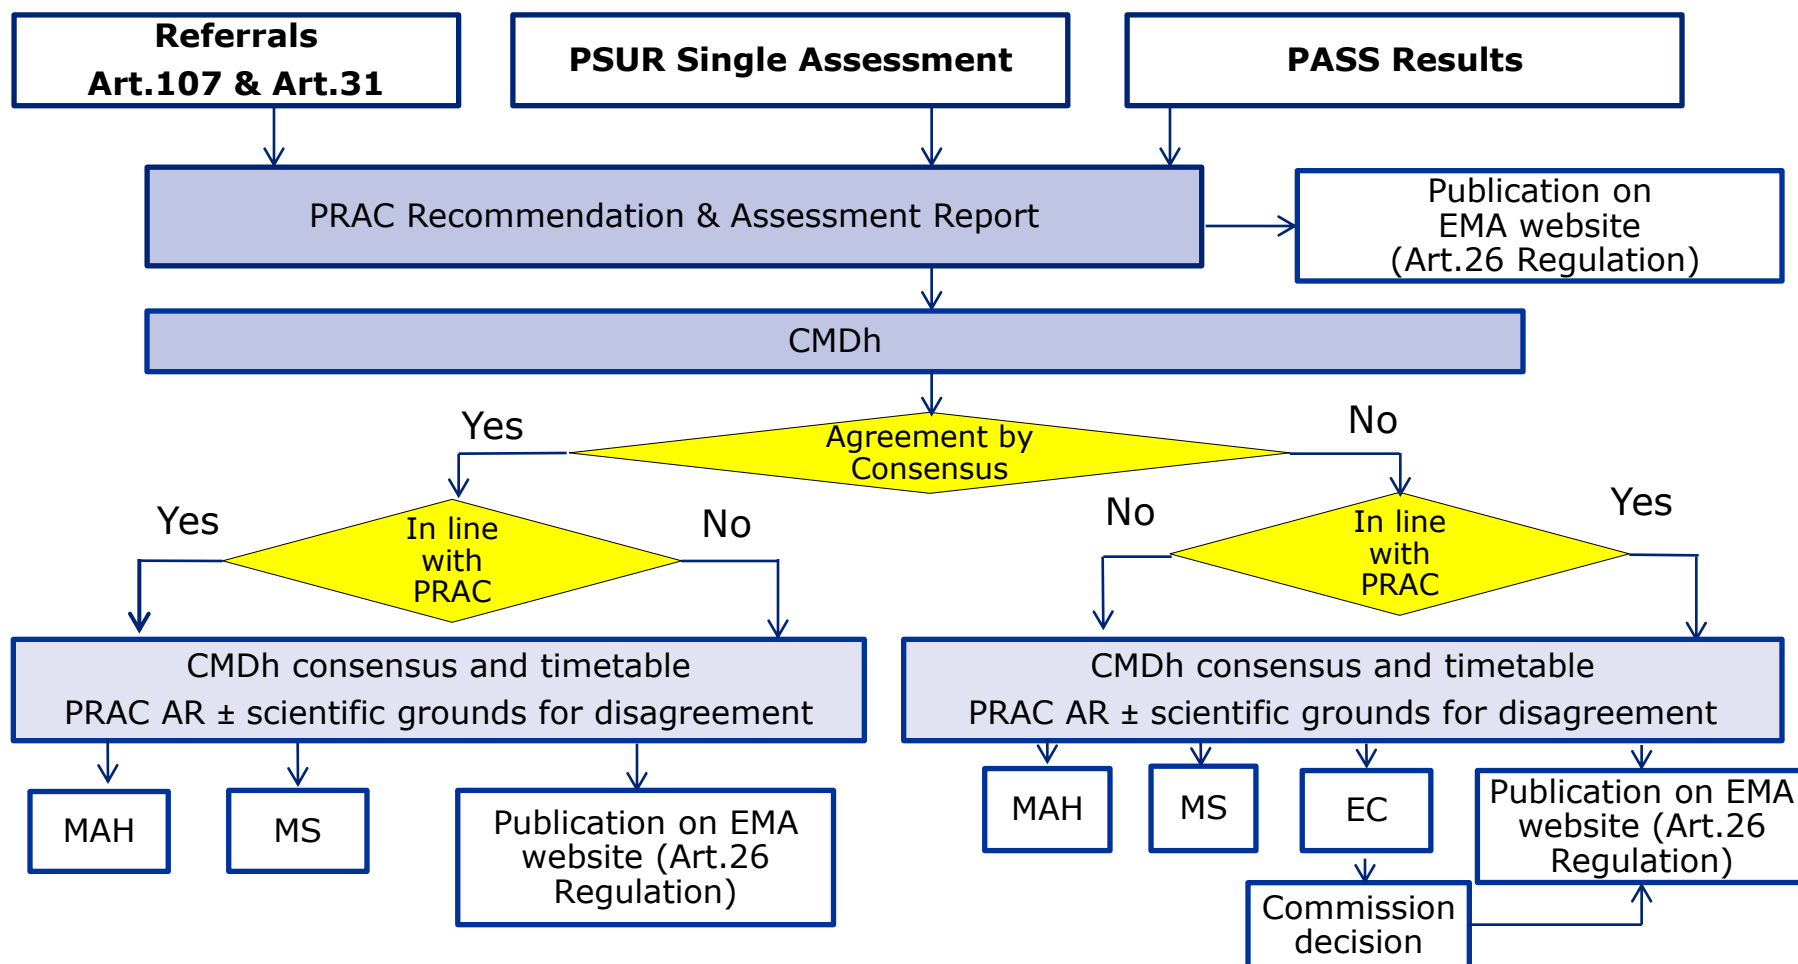 Referrals
Art.107 & Art.31
PSUR Single Assessment
PASS Results
PRAC Recommendation & Assessment Report
Publication on
EMA website
(Art.26 Regulation)
CMDh
Yes
Agreement by
Consensus
No
Yes
In line
with
PRAC
No
No
In line
with
PRAC
Yes
CMDh consensus and timetable
PRAC AR ± scientific grounds for disagreement
CMDh consensus and timetable
PRAC AR ± scientific grounds for disagreement
MAH
MS
Publication on EMA
website (Art.26
Regulation)
MAH
MS
EC
Publication on EMA
website (Art.26
Regulation)
Commission
decision